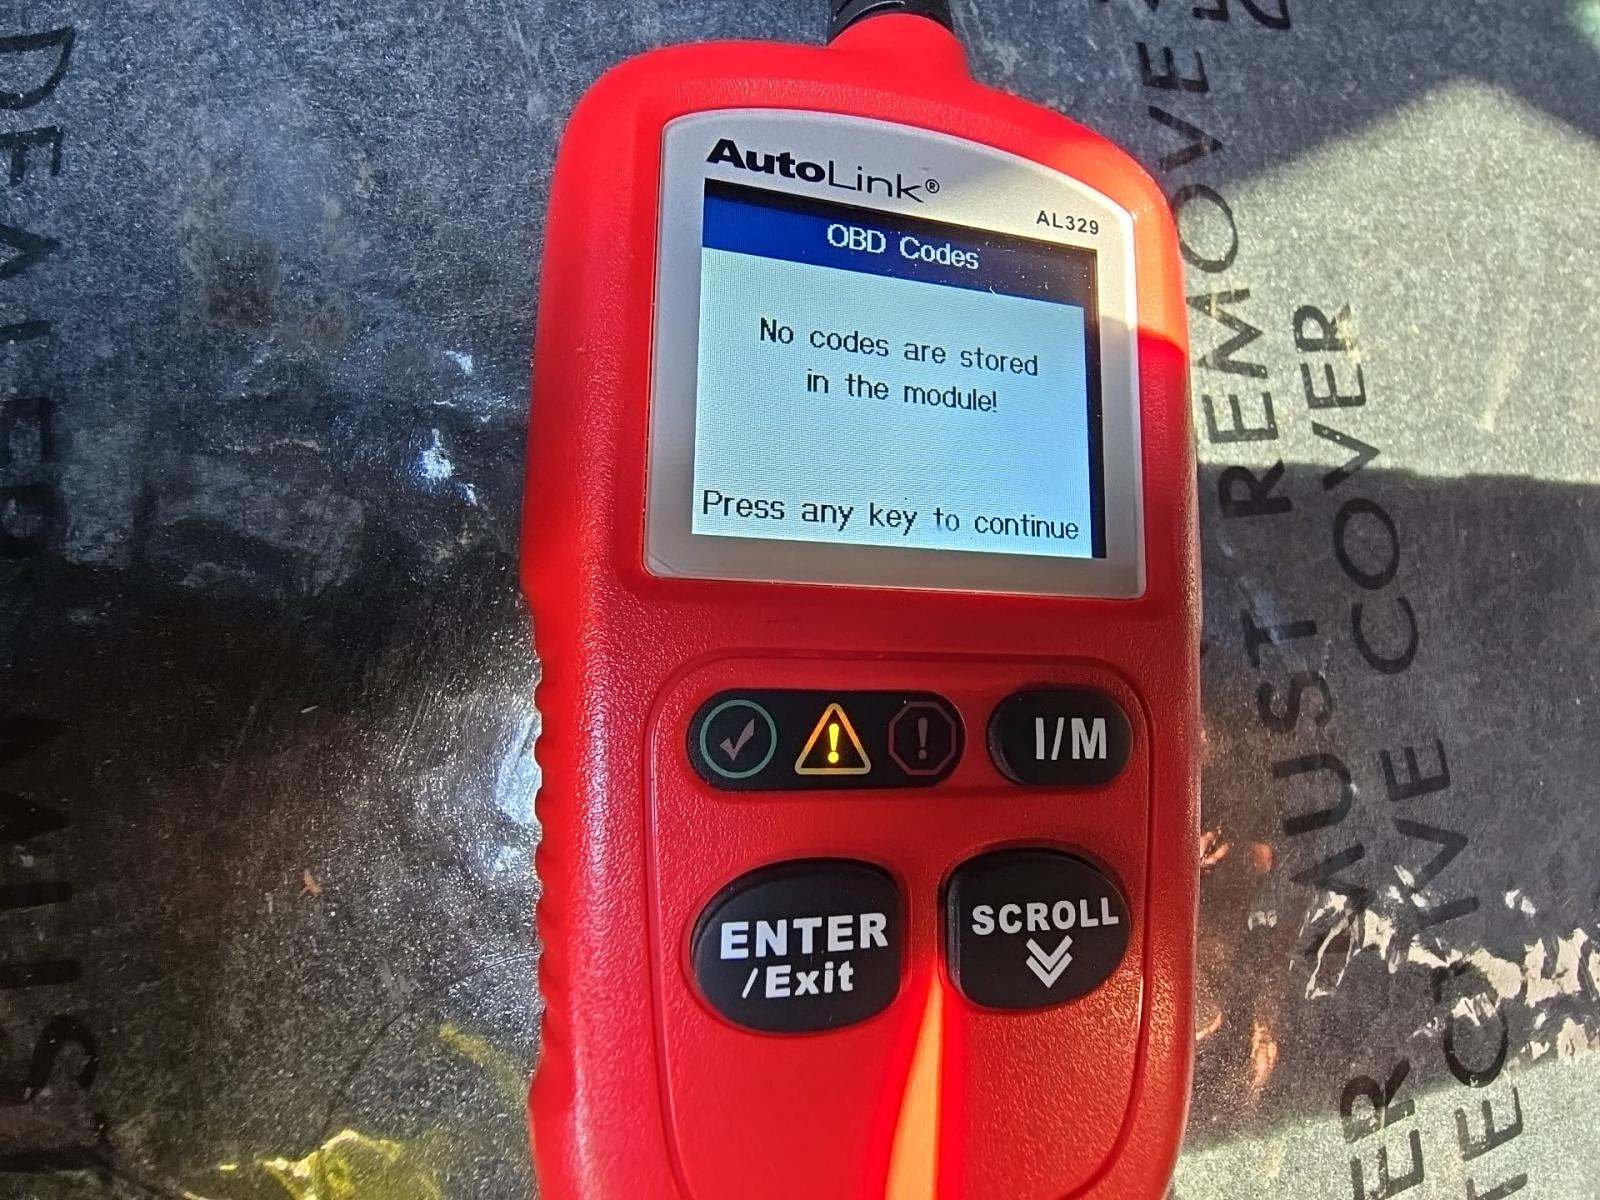 AutoLink®
AL329
OBD Codes
No codes are stored
in the module!
Press any key to continue
I/M
ENTER
/Exit
SCROLL
MUST REMOVE
COVER